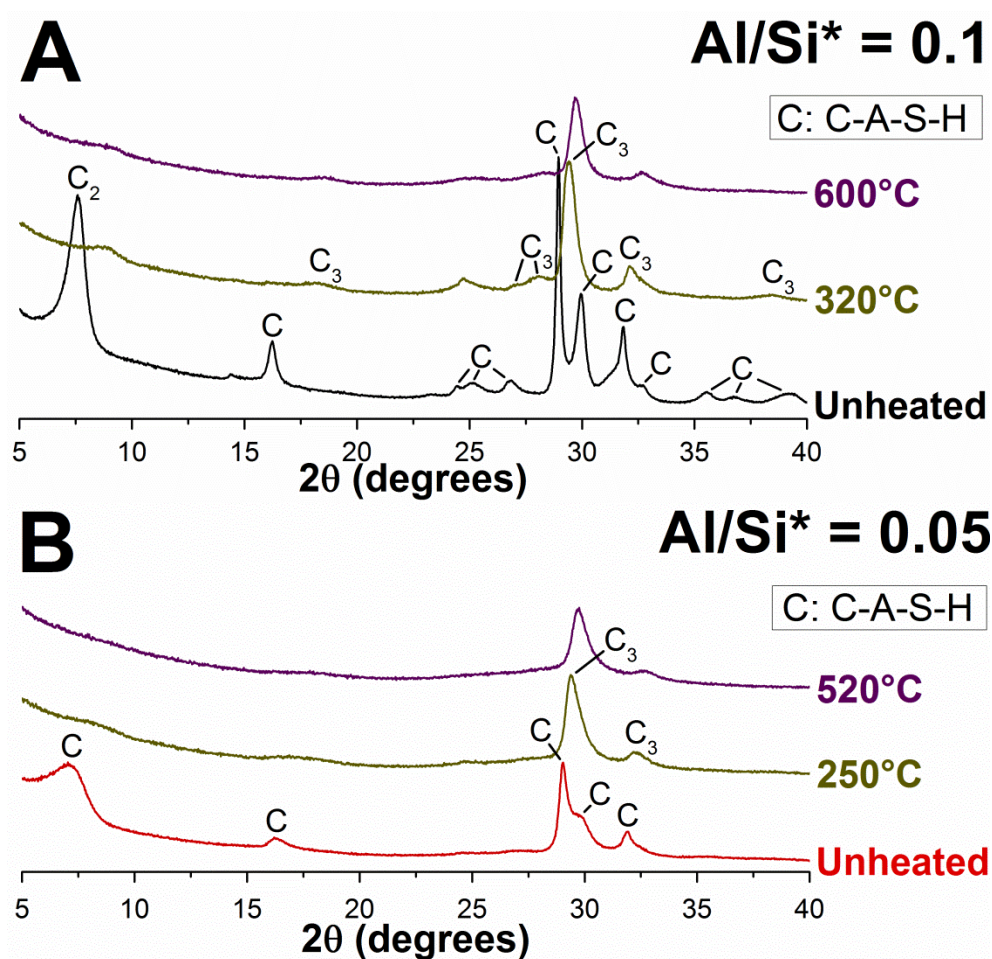 A
Al/Si* = 0.1
C: C-A-S-H
C
C₃
600°C
C₂
C₃
C₃
C
C₃
C₃
320°C
C
C
C
C
C
Unheated
5 10 15 20 25 30 35 40
2θ (degrees)
B
Al/Si* = 0.05
C: C-A-S-H
C₃
520°C
C
C
C₃
250°C
C
C
C
Unheated
5 10 15 20 25 30 35 40
2θ (degrees)